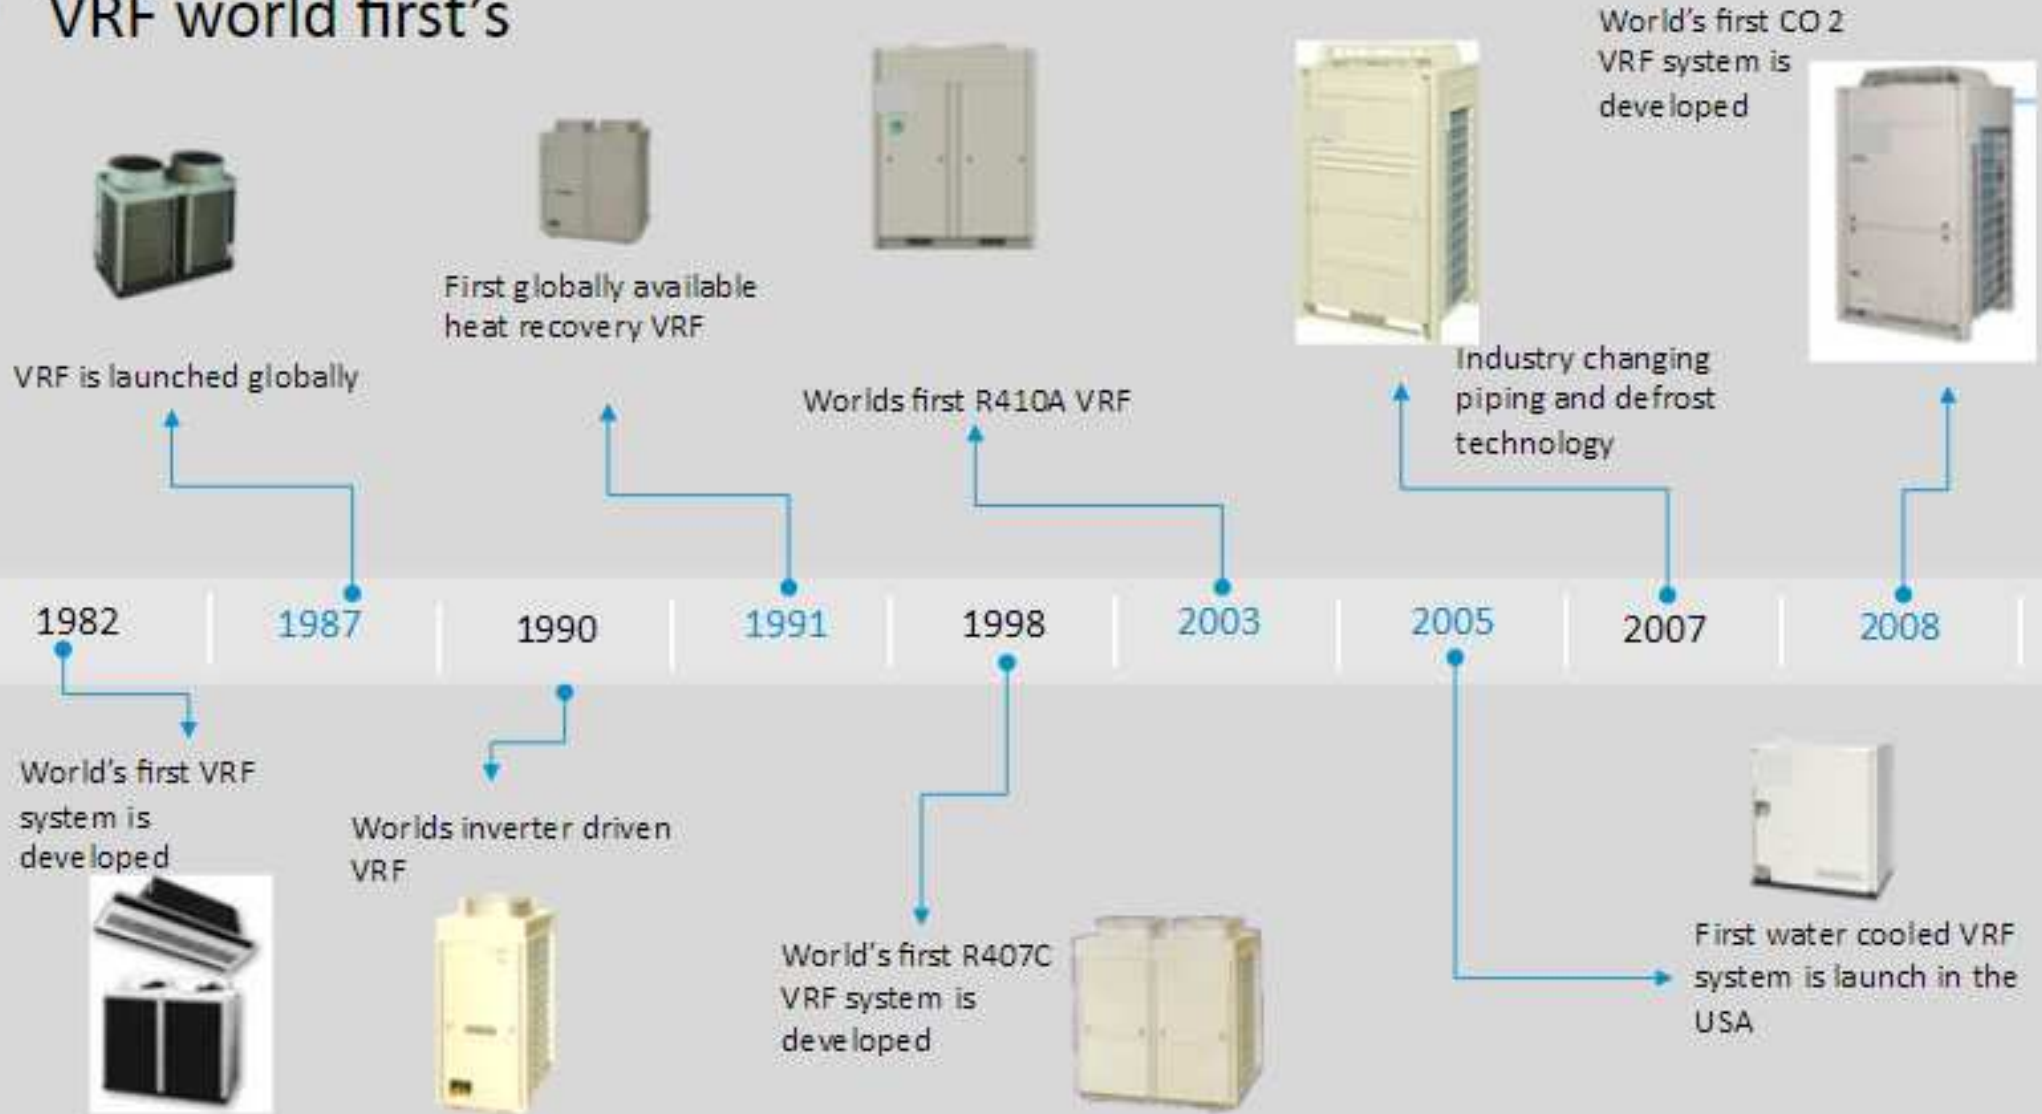 VRF world first's
World's first CO2
VRF system is
developed
First globally available
heat recovery VRF
VRF is launched globally
Worlds first R410A VRF
Industry changing
piping and defrost
technology
1982
1987
1990
1991
1998
2003
2005
2007
2008
World's first VRF
system is
developed
Worlds inverter driven
VRF
World's first R407C
VRF system is
developed
First water cooled VRF
system is launch in the
USA